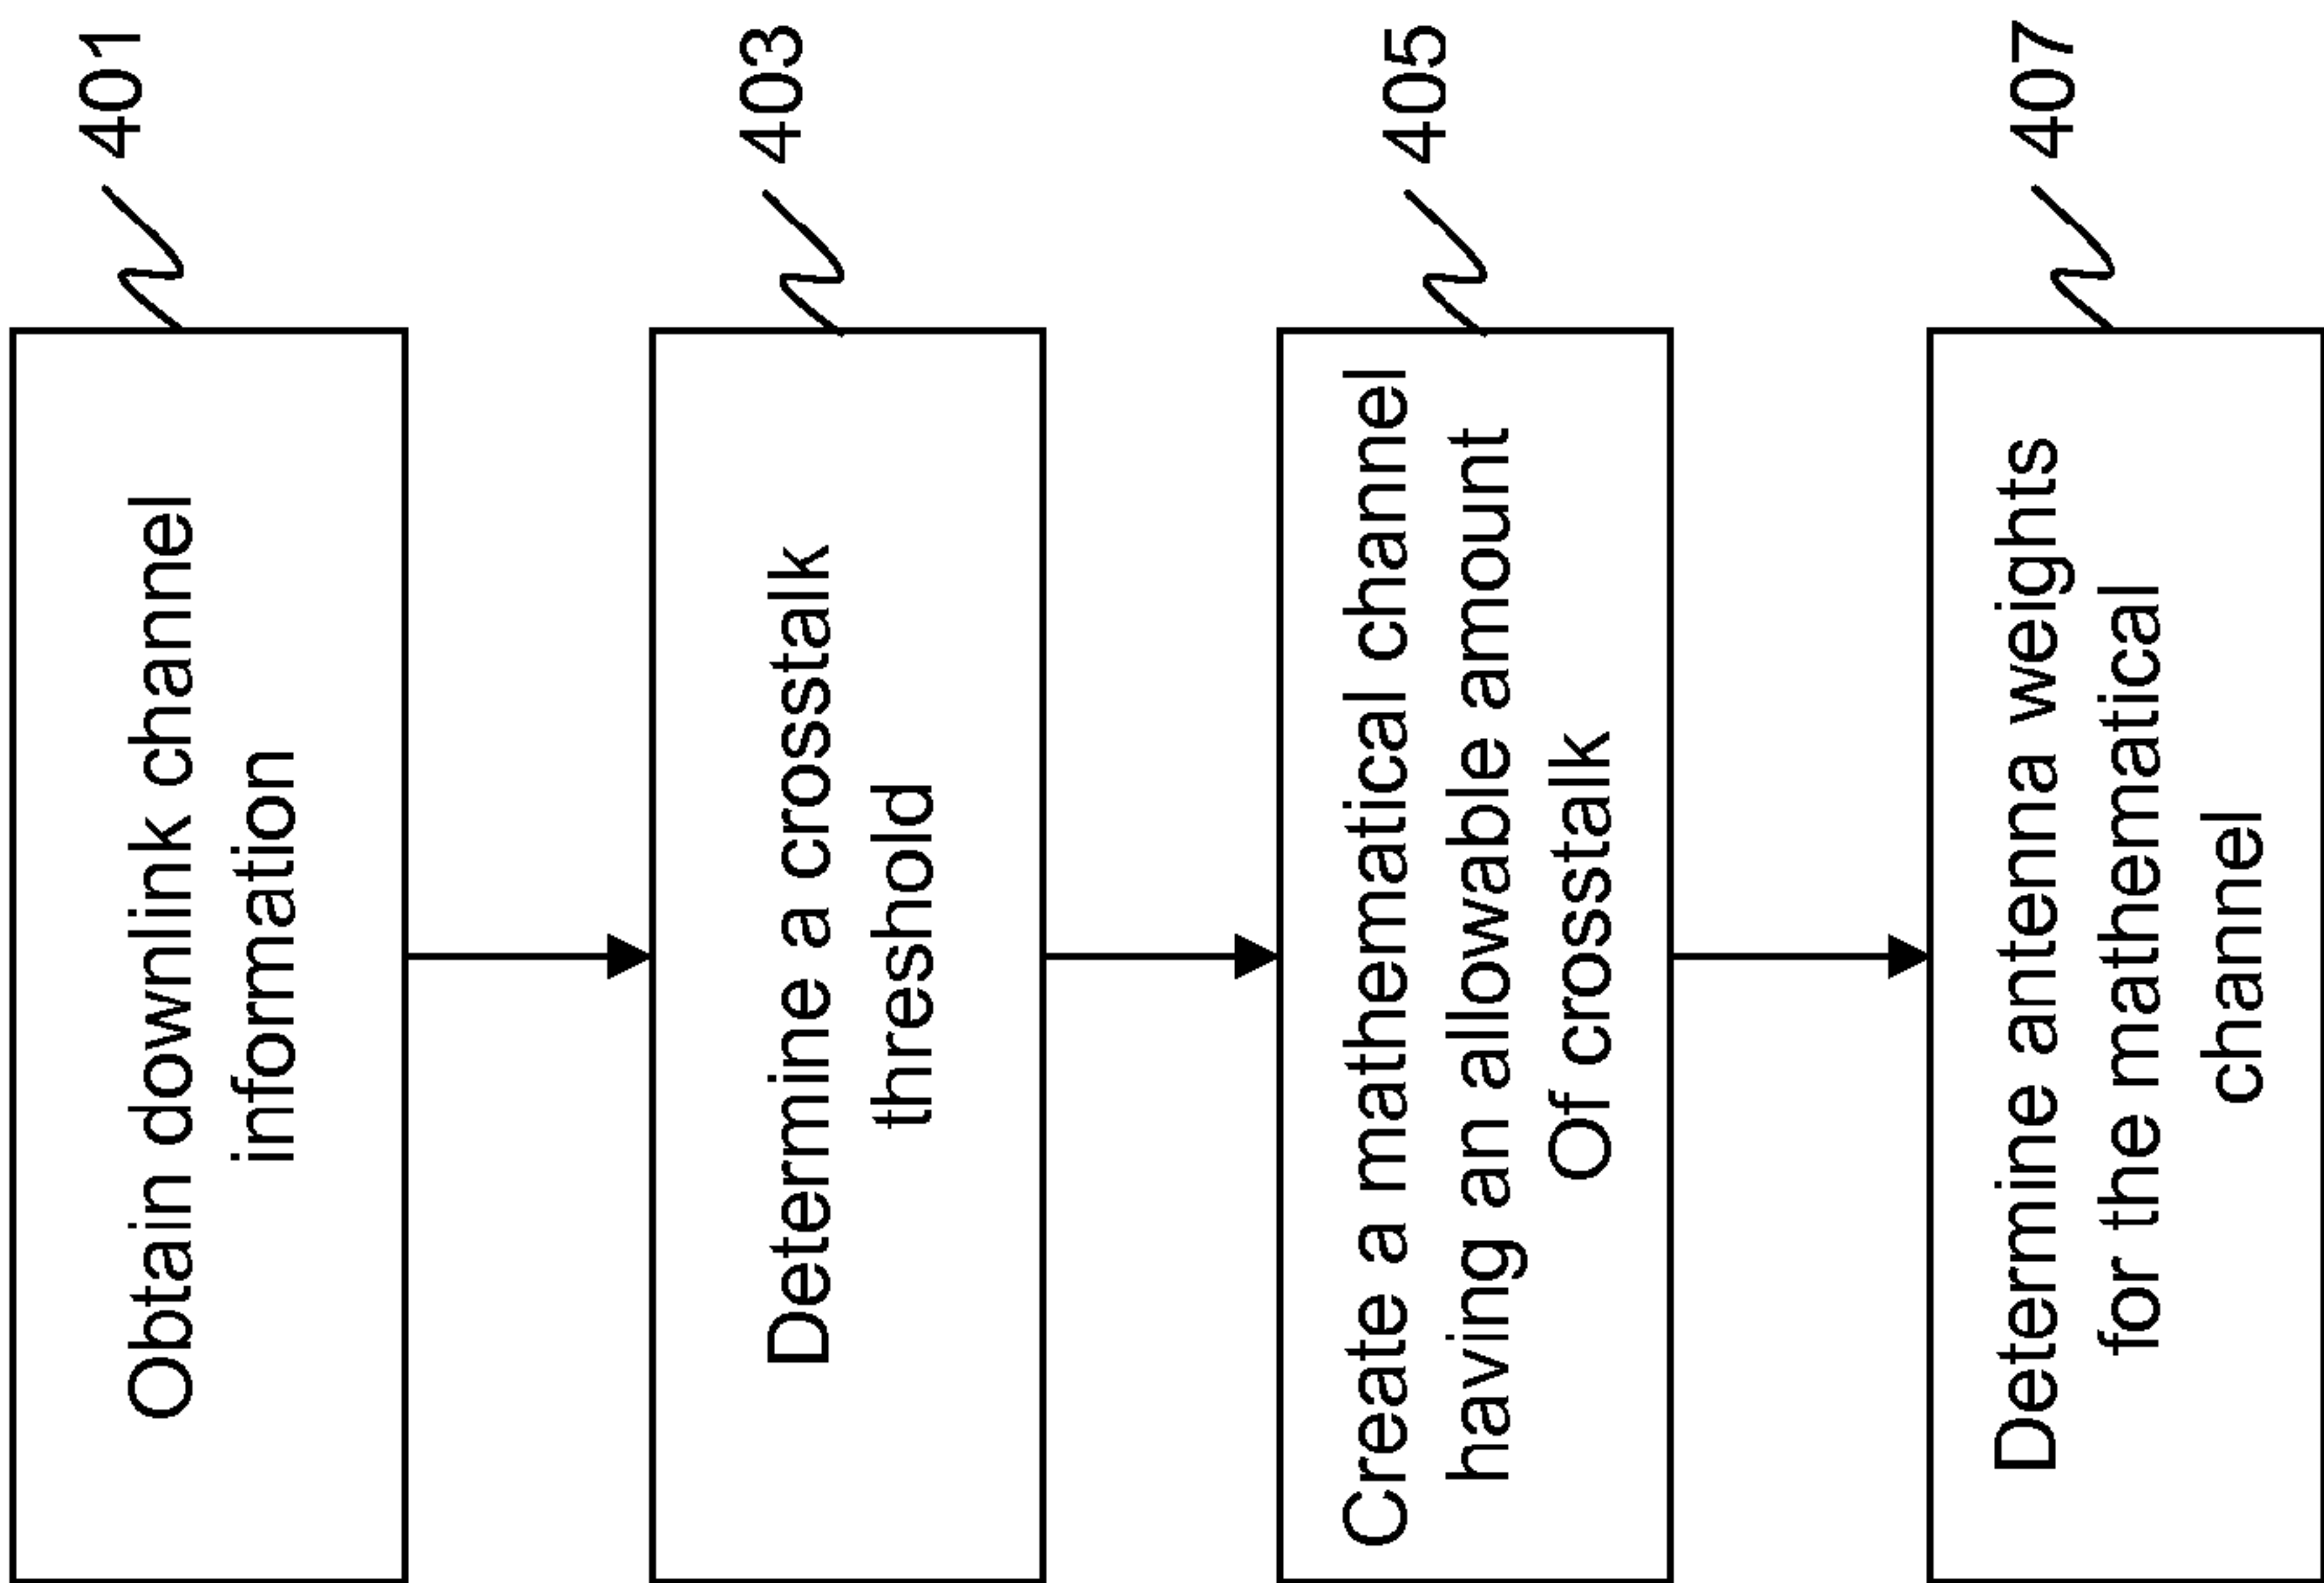 Obtain downlink channel
information
401
Determine a crosstalk
threshold
403
Create a mathematical channel
having an allowable amount
Of crosstalk
405
Determine antenna weights
for the mathematical
channel
407